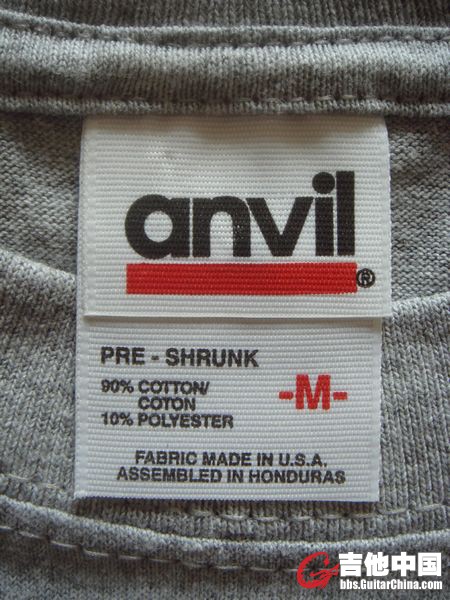 anvil®
PRE - SHRUNK
90% COTTON/
COTON
10% POLYESTER
-M-
FABRIC MADE IN U.S.A.
ASSEMBLED IN HONDURAS
吉他中国
bbs.GuitarChina.com